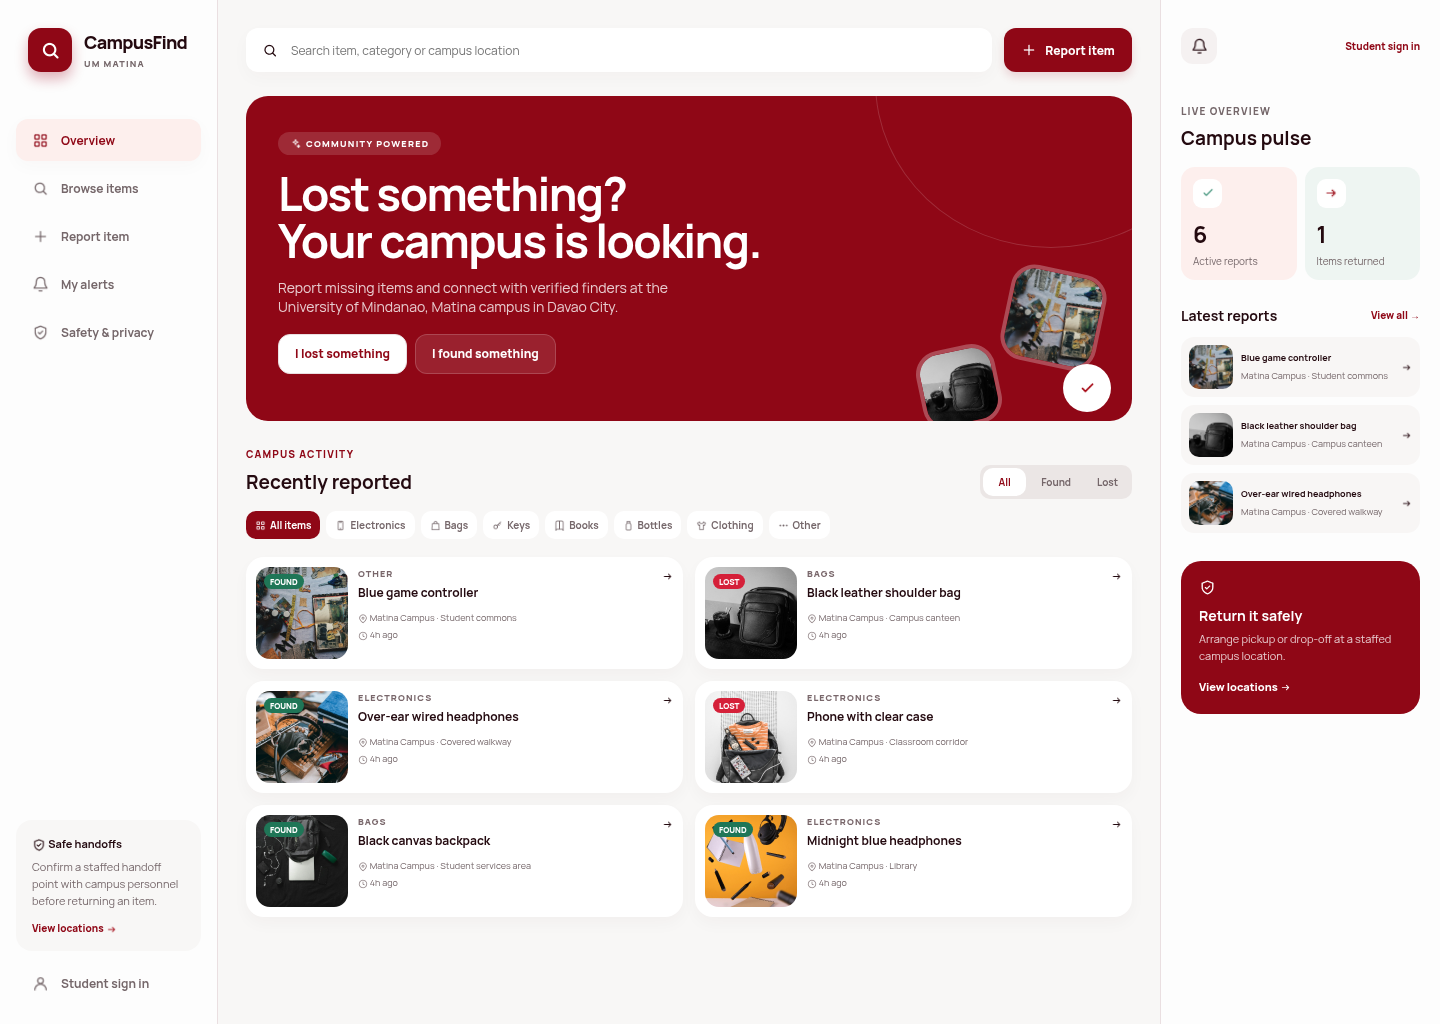 CampusFind
UM MATINA
Overview
Browse items
Report item
My alerts
Safety & privacy
Safe handoffs
Confirm a staffed handoff
point with campus personnel
before returning an item.
View locations →
Student sign in
Search item, category or campus location
Report item
COMMUNITY POWERED
Lost something?
Your campus is looking.
Report missing items and connect with verified finders at the
University of Mindanao, Matina campus in Davao City.
I lost something
I found something
CAMPUS ACTIVITY
Recently reported
All
Found
Lost
All items
Electronics
Bags
Keys
Books
Bottles
Clothing
Other
FOUND
OTHER
Blue game controller
Matina Campus · Student commons
4h ago
LOST
BAGS
Black leather shoulder bag
Matina Campus · Campus canteen
4h ago
FOUND
ELECTRONICS
Over-ear wired headphones
Matina Campus · Covered walkway
4h ago
LOST
ELECTRONICS
Phone with clear case
Matina Campus · Classroom corridor
4h ago
FOUND
BAGS
Black canvas backpack
Matina Campus · Student services area
4h ago
FOUND
ELECTRONICS
Midnight blue headphones
Matina Campus · Library
4h ago
Student sign in
LIVE OVERVIEW
Campus pulse
6
Active reports
1
Items returned
Latest reports
View all →
Blue game controller
Matina Campus · Student commons
Black leather shoulder bag
Matina Campus · Campus canteen
Over-ear wired headphones
Matina Campus · Covered walkway
Return it safely
Arrange pickup or drop-off at a staffed
campus location.
View locations →